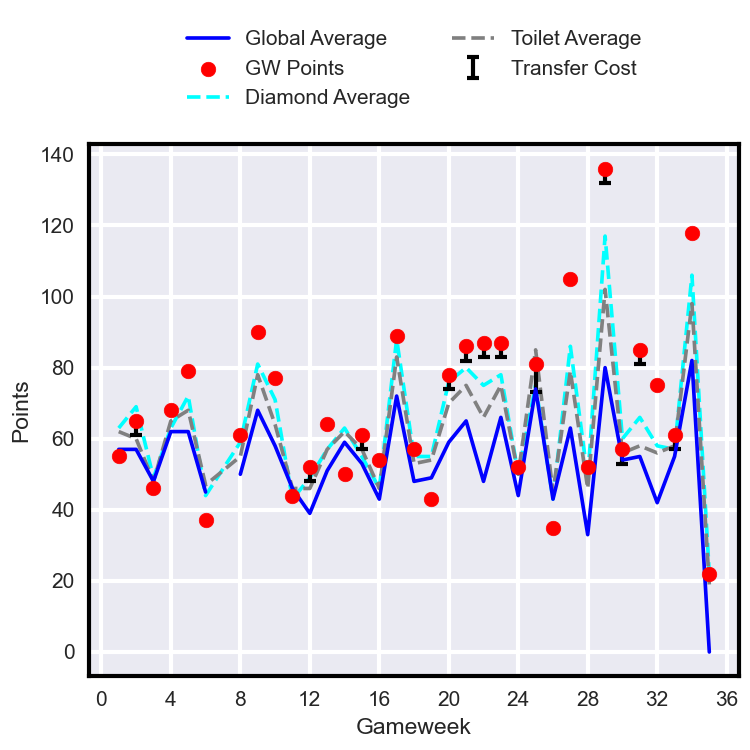 Global Average
GW Points
Diamond Average
Toilet Average
Transfer Cost
140
120
100
80
60
40
20
0
Points
0 4 8 12 16 20 24 28 32 36
Gameweek